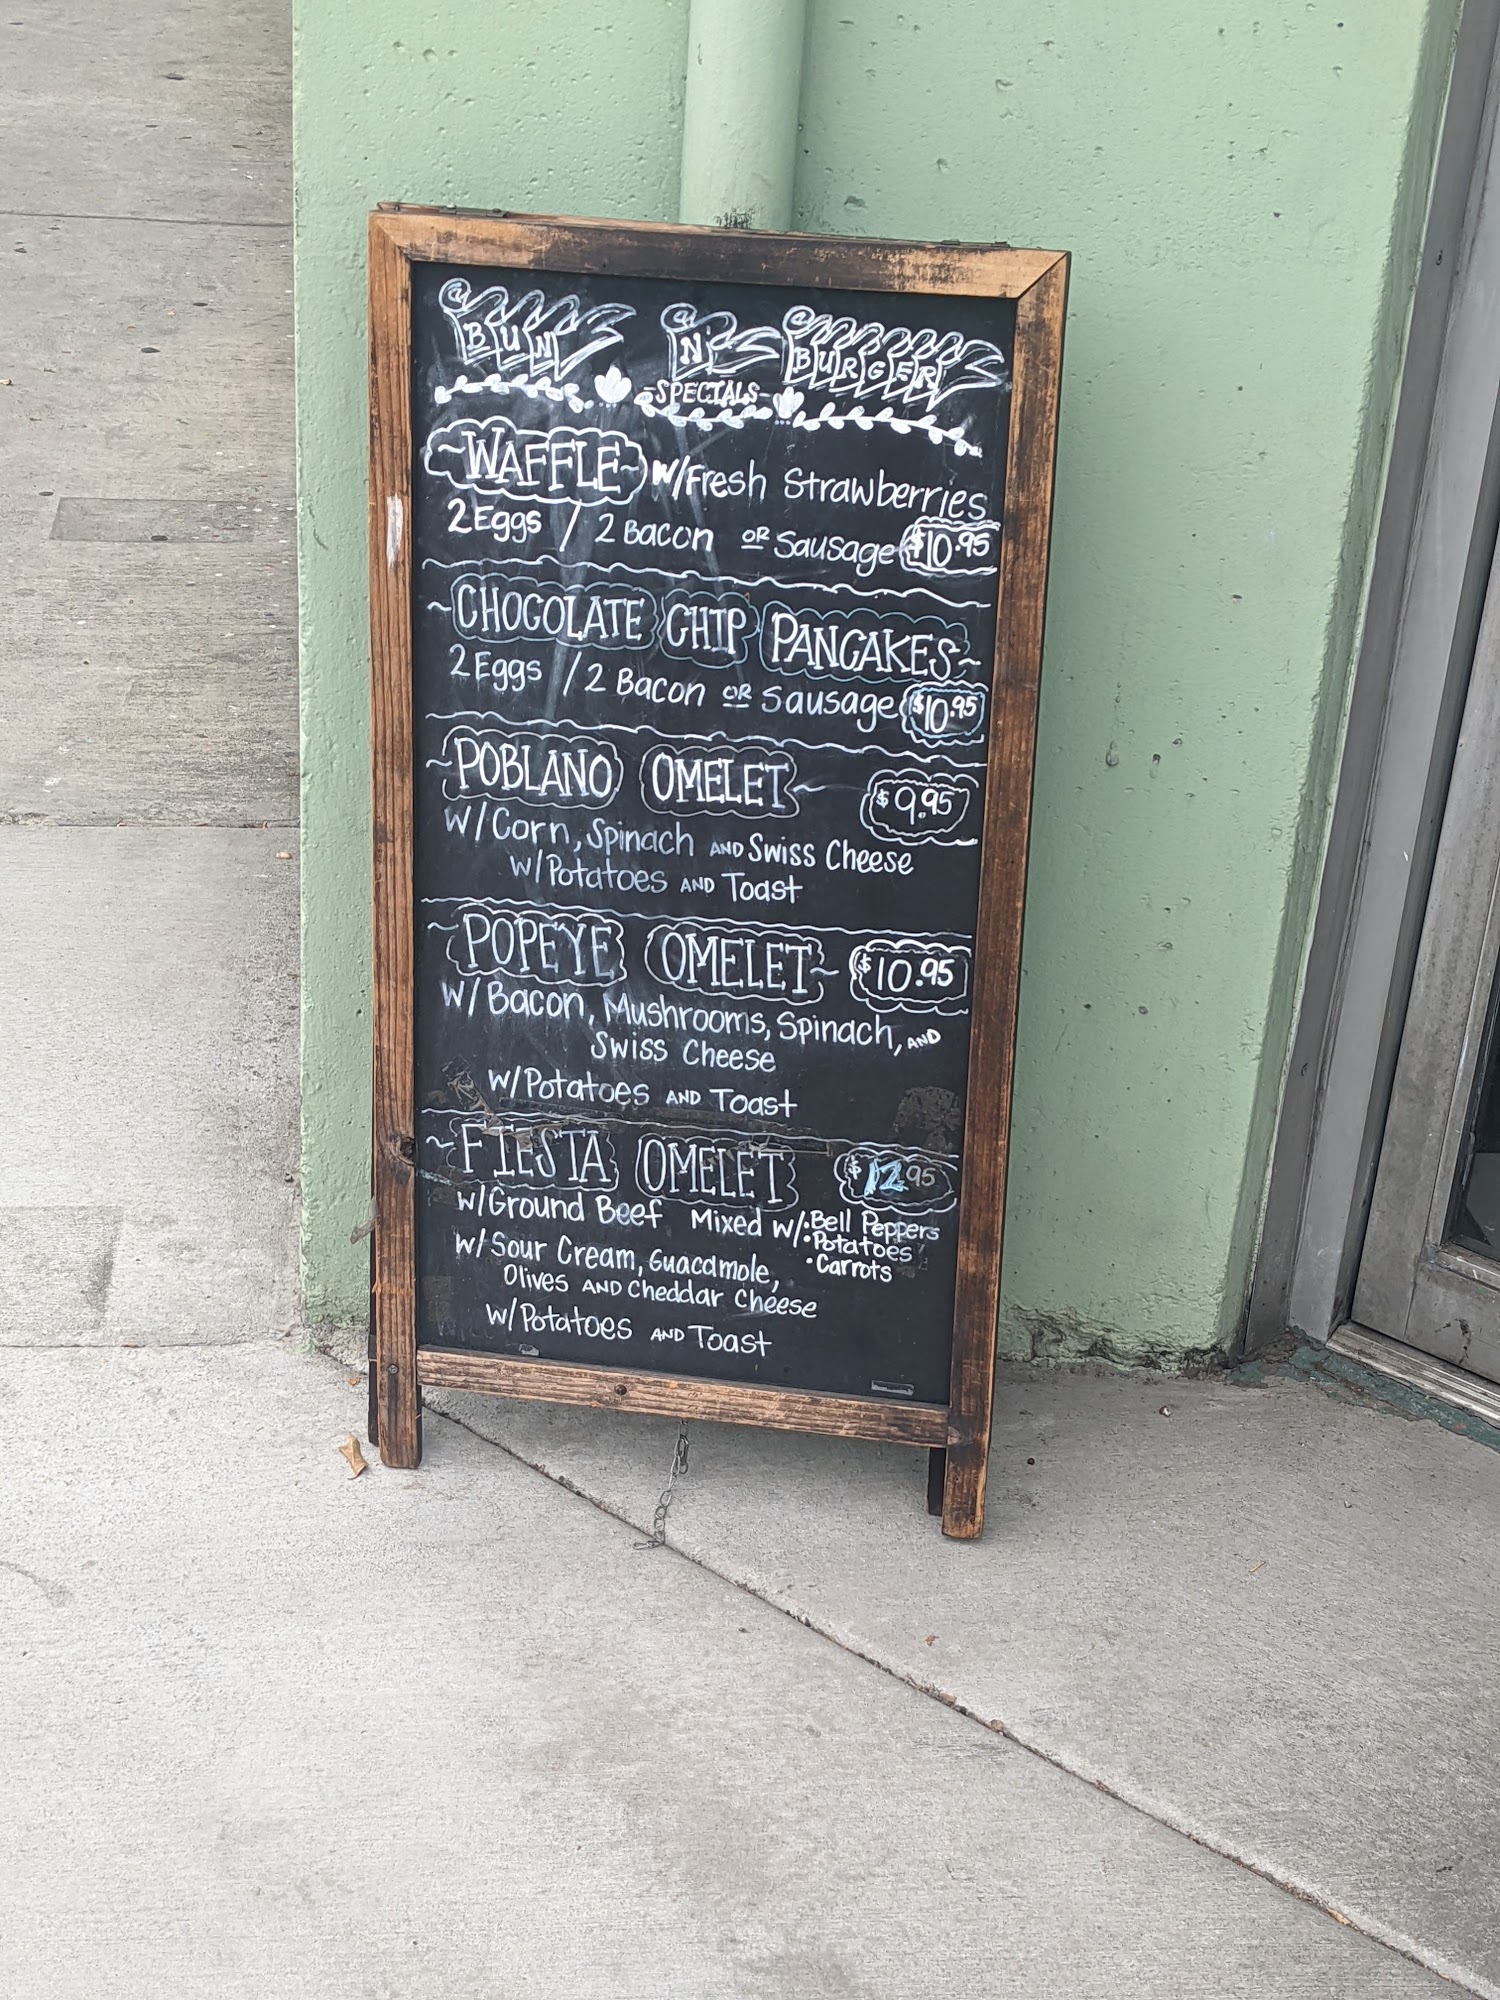 BUN N BURGER
-SPECIALS-
~WAFFLE~ w/Fresh Strawberries
2 Eggs / 2 Bacon OR Sausage $10.95
~CHOCOLATE CHIP PANCAKES~
2 Eggs / 2 Bacon OR Sausage $10.95
~POBLANO OMELET~ $9.95
w/Corn, Spinach AND Swiss Cheese
w/Potatoes AND Toast
~POPEYE OMELET~ $10.95
w/Bacon, Mushrooms, Spinach, AND
Swiss Cheese
w/Potatoes AND Toast
~FIESTA OMELET $12.95
w/Ground Beef Mixed w/ •Bell Peppers
•Potatoes
•Carrots
w/Sour Cream, Guacamole,
Olives AND Cheddar Cheese
w/Potatoes AND Toast